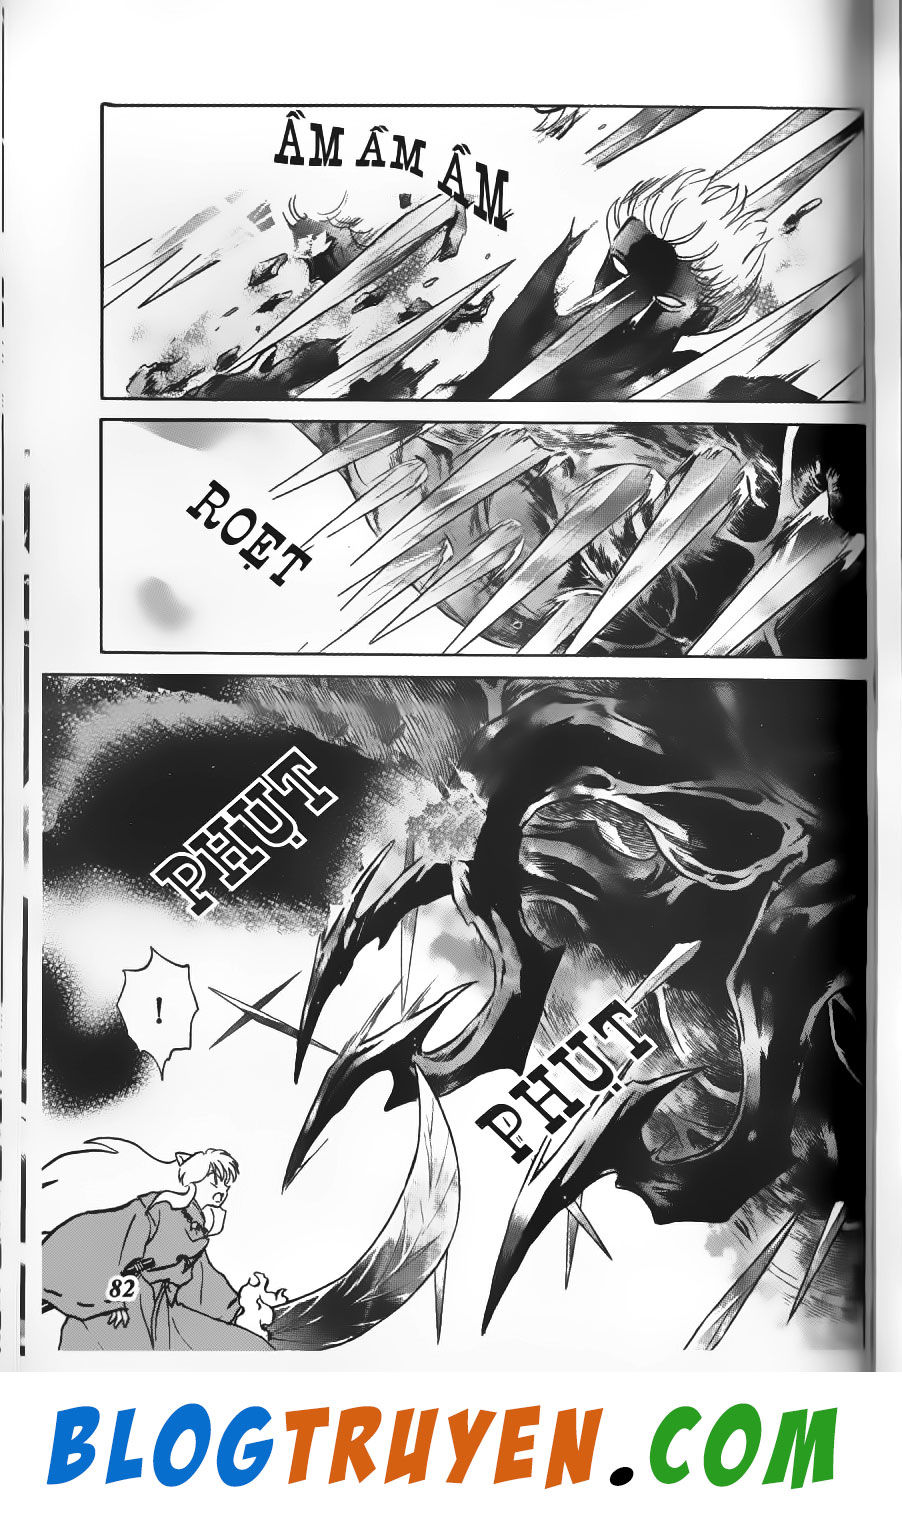 ẦM ẦM ẦM
ROẸT
PHỤT
!
PHỤT
82
BLOGTRUYEN.COM